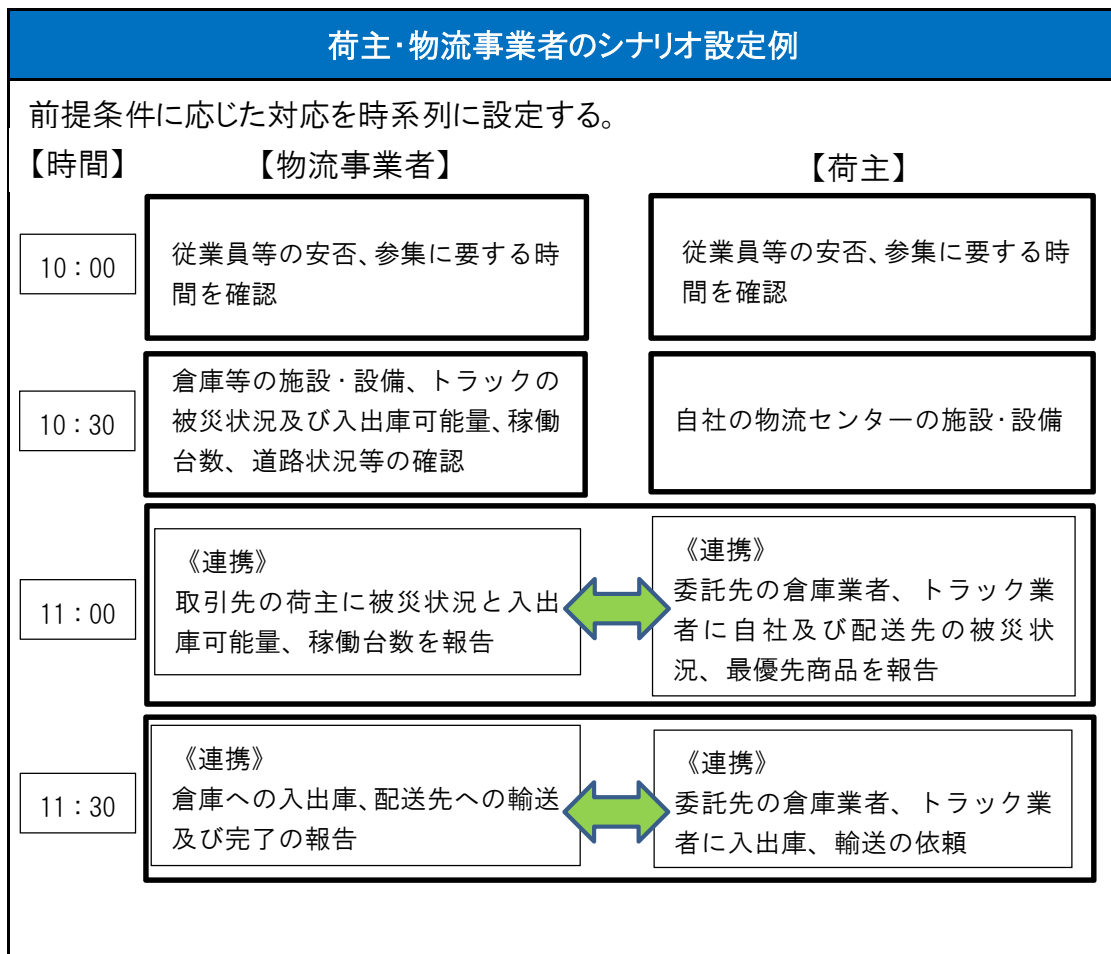 荷主･物流事業者のシナリオ設定例
前提条件に応じた対応を時系列に設定する。
【時間】
【物流事業者】
【荷主】
10：00
従業員等の安否、参集に要する時
間を確認
従業員等の安否、参集に要する時
間を確認
10：30
倉庫等の施設･設備、トラックの
被災状況及び入出庫可能量、稼働
台数、道路状況等の確認
自社の物流センターの施設･設備
11：00
《連携》
取引先の荷主に被災状況と入出
庫可能量、稼働台数を報告
《連携》
委託先の倉庫業者、トラック業
者に自社及び配送先の被災状
況、最優先商品を報告
11：30
《連携》
倉庫への入出庫、配送先への輸送
及び完了の報告
《連携》
委託先の倉庫業者、トラック業
者に入出庫、輸送の依頼